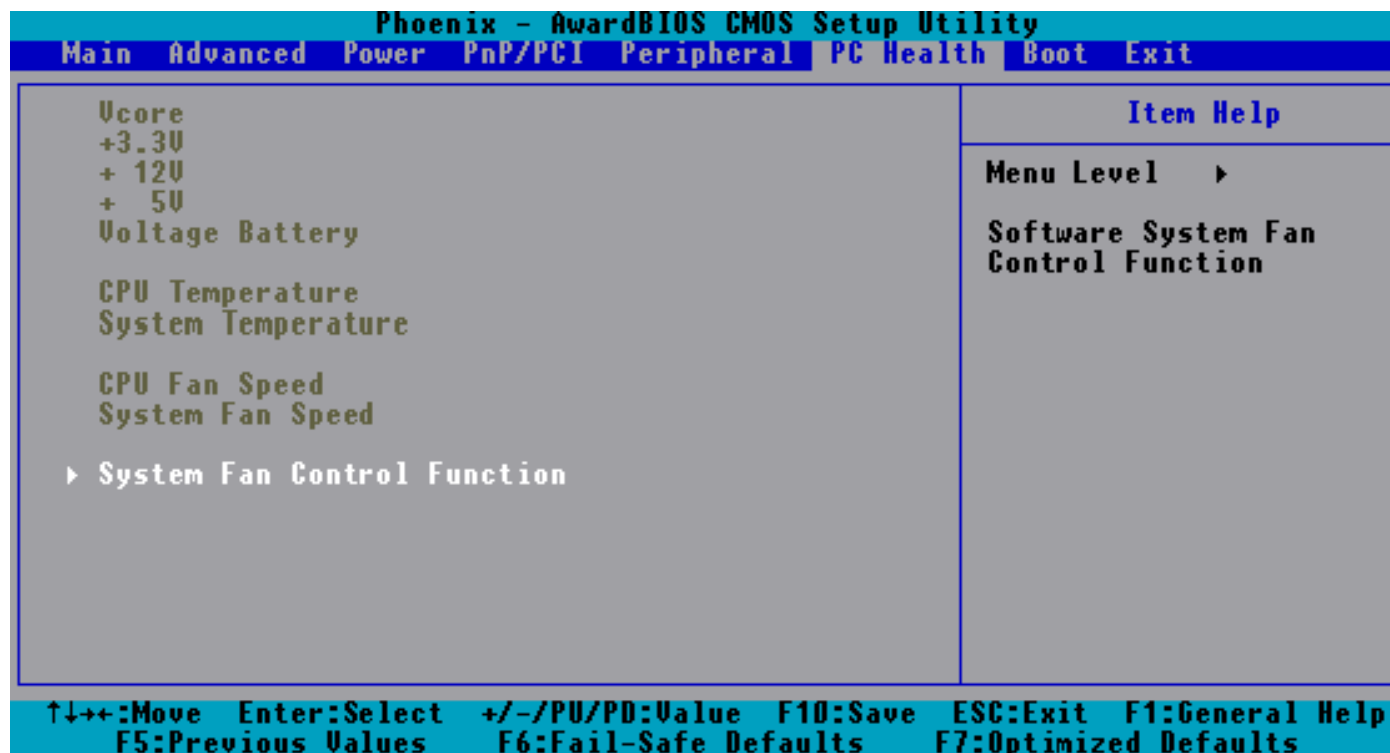 Phoenix - AwardBIOS CMOS Setup Utility
Main Advanced Power PnP/PCI Peripheral PC Health Boot Exit
Vcore
+3.3V
+ 12V
+ 5V
Voltage Battery
CPU Temperature
System Temperature
CPU Fan Speed
System Fan Speed
▸ System Fan Control Function
Item Help
Menu Level ▸
Software System Fan
Control Function
↑↓→←:Move Enter:Select +/-/PU/PD:Value F10:Save ESC:Exit F1:General Help
F5:Previous Values F6:Fail-Safe Defaults F7:Optimized Defaults